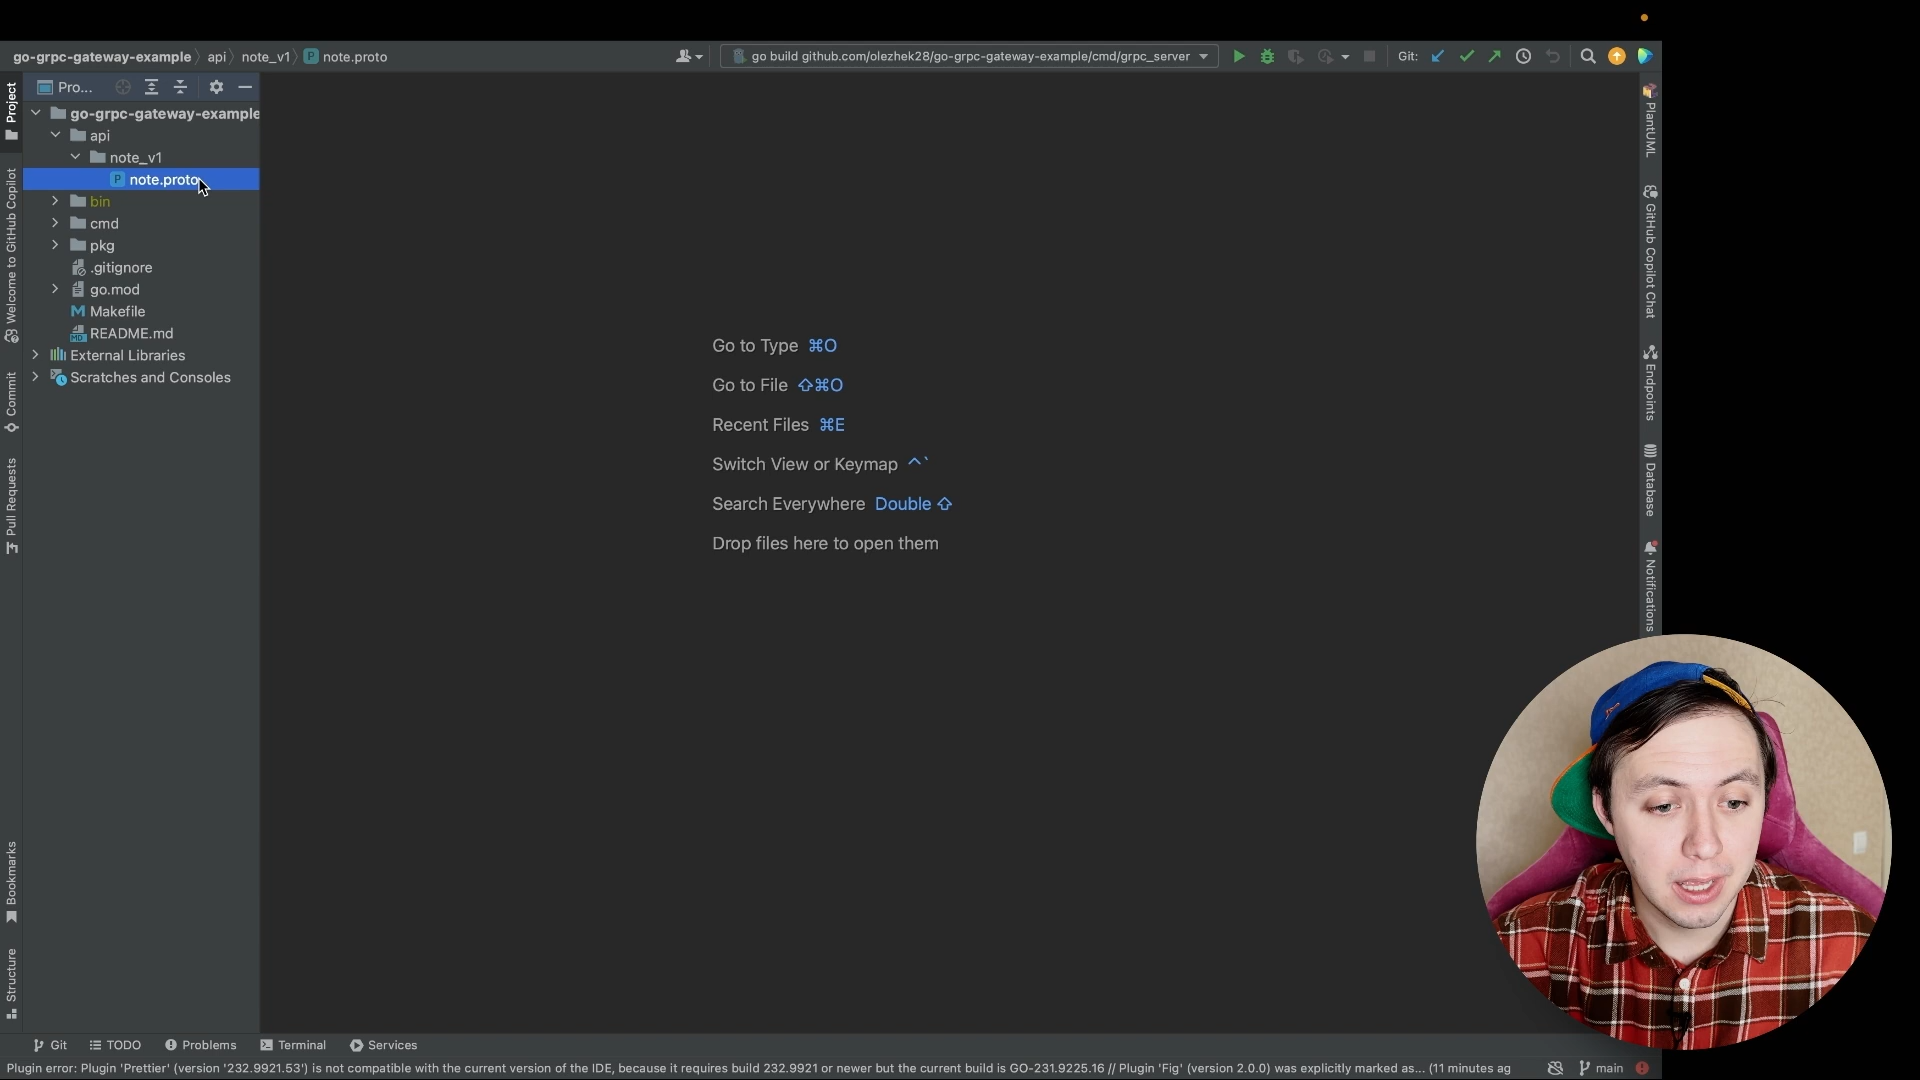 go-grpc-gateway-example
api
note_v1
note.proto
go build github.com/olezhek28/go-grpc-gateway-example/cmd/grpc_server
Git:
Project
Welcome to GitHub Copilot
Commit
Pull Requests
Bookmarks
Structure
Pro...
go-grpc-gateway-example
api
note_v1
P note.proto
bin
cmd
pkg
.gitignore
go.mod
Makefile
README.md
External Libraries
Scratches and Consoles
Go to Type ⌘O
Go to File ⇧⌘O
Recent Files ⌘E
Switch View or Keymap ^`
Search Everywhere Double ⇧
Drop files here to open them
PlantUML
GitHub Copilot Chat
Endpoints
Database
Notifications
Git
TODO
Problems
Terminal
Services
Plugin error: Plugin 'Prettier' (version '232.9921.53') is not compatible with the current version of the IDE, because it requires build 232.9921 or newer but the current build is GO-231.9225.16 // Plugin 'Fig' (version 2.0.0) was explicitly marked as... (11 minutes ag
main